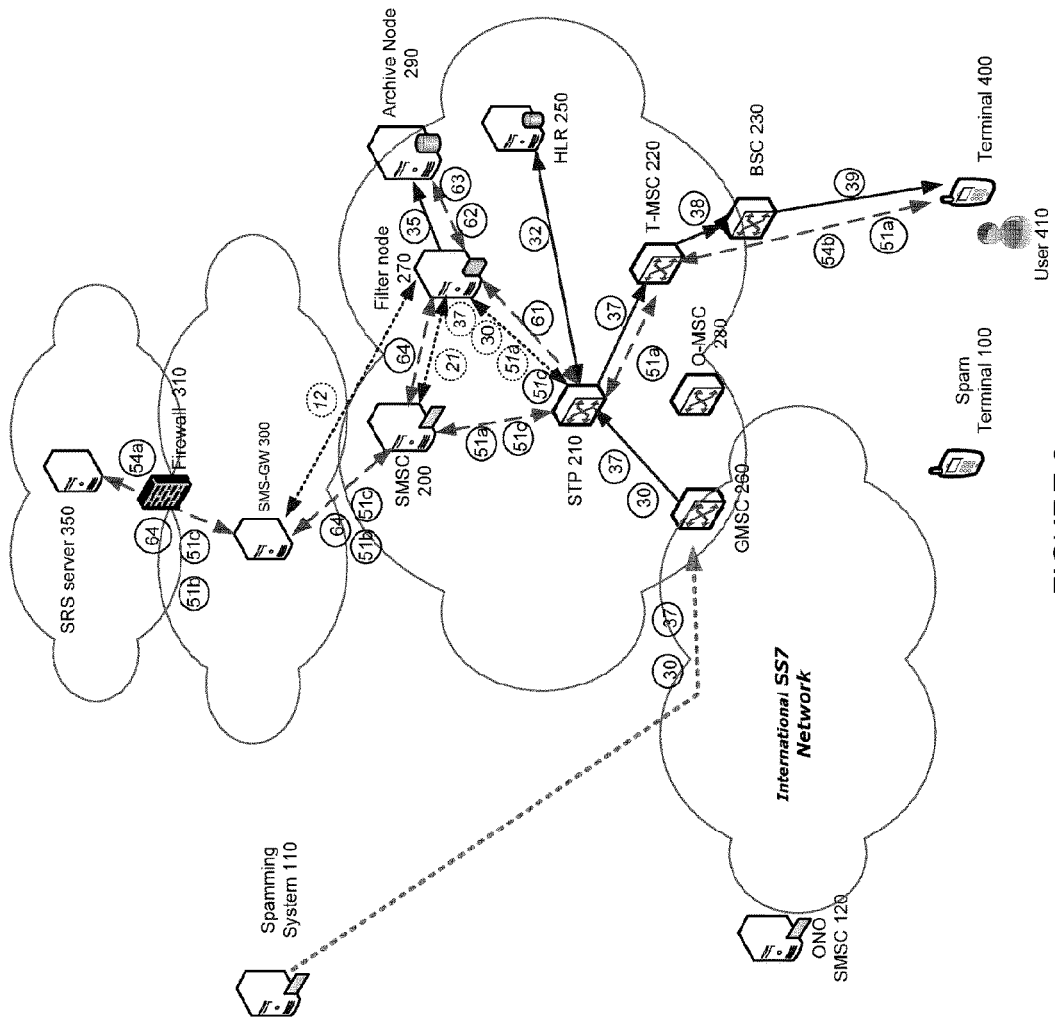 Spamming
System 110
SRS server 350
54a
Firewall 310
64
51c
51b
SMS-GW 300
12
64
51c
51b
SMSC
200
64
21
Filter node
270
37
30
51a
51c
35
62
63
Archive Node
290
51a
51c
61
32
HLR 250
STP 210
37
30
37
51a
T-MSC 220
38
BSC 230
O-MSC
280
GMSC 260
30
37
54b
51a
39
International SS7
Network
ONO
SMSC 120
Spam
Terminal 100
Terminal 400
User 410